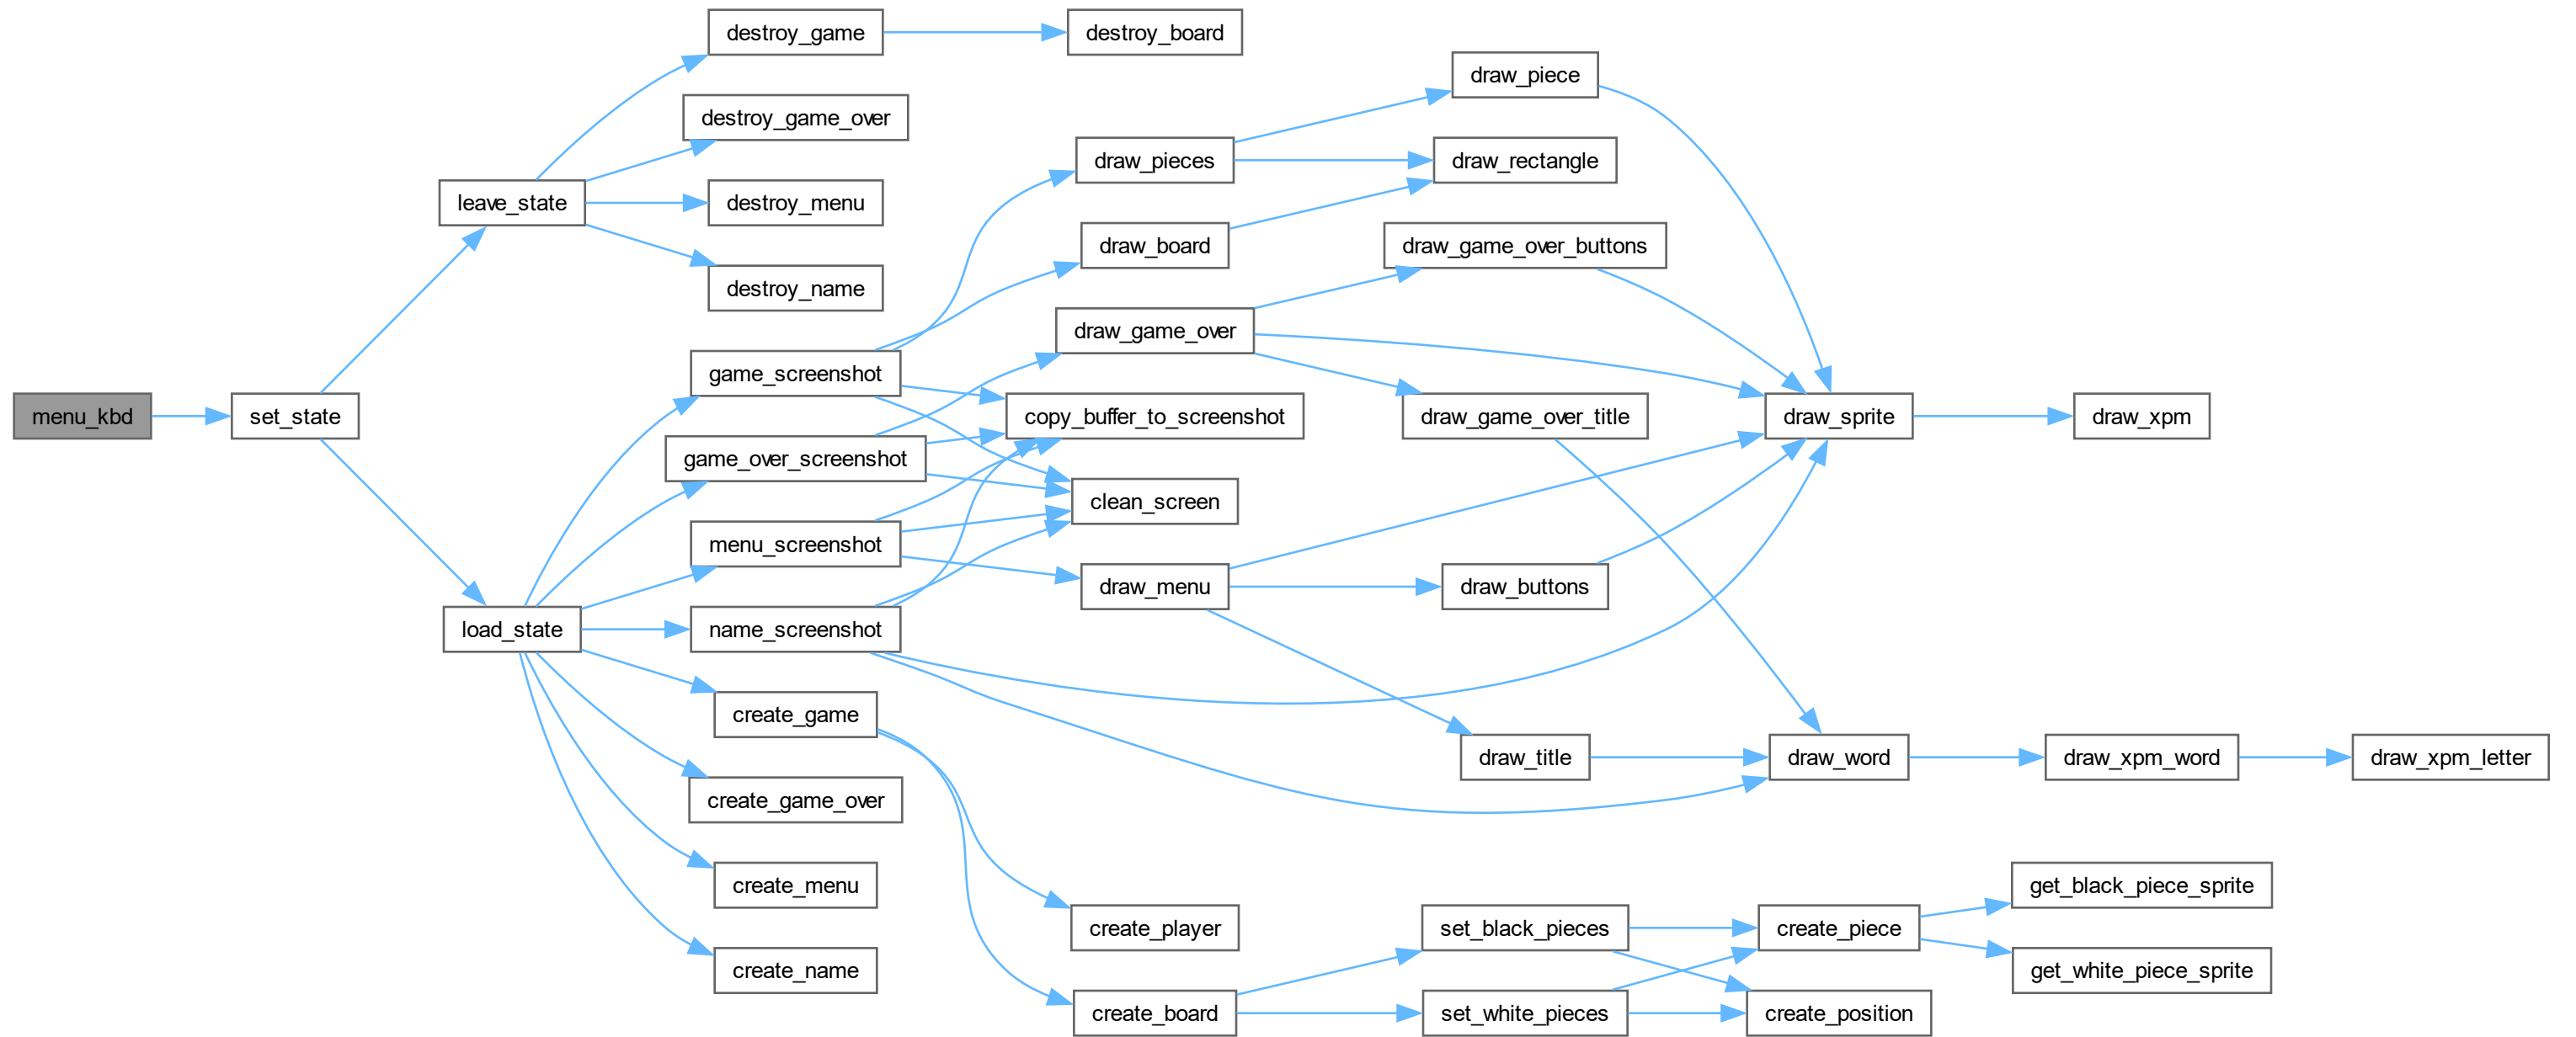 menu_kbd
set_state
leave_state
load_state
destroy_game
destroy_game_over
destroy_menu
destroy_name
game_screenshot
game_over_screenshot
menu_screenshot
name_screenshot
create_game
create_game_over
create_menu
create_name
destroy_board
draw_pieces
draw_board
draw_game_over
copy_buffer_to_screenshot
clean_screen
draw_menu
create_player
create_board
draw_piece
draw_rectangle
draw_game_over_buttons
draw_game_over_title
draw_buttons
draw_title
set_black_pieces
set_white_pieces
draw_sprite
draw_word
create_piece
create_position
draw_xpm
draw_xpm_word
get_black_piece_sprite
get_white_piece_sprite
draw_xpm_letter